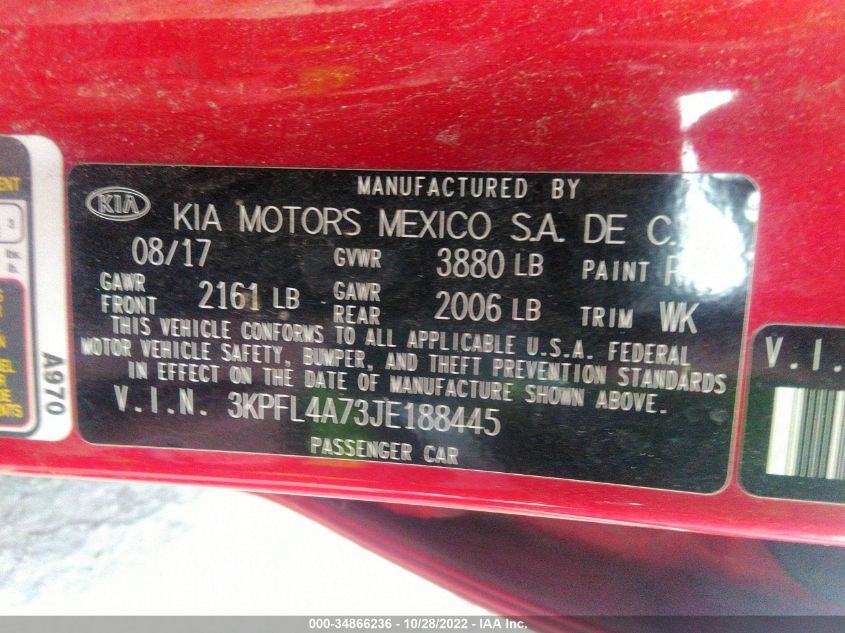 MANUFACTURED BY
KIA KIA MOTORS MEXICO S.A. DE C.
08/17 GVWR 3880 LB PAINT
GAWR FRONT 2161 LB GAWR REAR 2006 LB TRIM WK
THIS VEHICLE CONFORMS TO ALL APPLICABLE U.S.A. FEDERAL
MOTOR VEHICLE SAFETY, BUMPER, AND THEFT PREVENTION STANDARDS
IN EFFECT ON THE DATE OF MANUFACTURE SHOWN ABOVE.
V.I.N. 3KPFL4A73JE188445
PASSENGER CAR
A970
V.I.
000-34866236 - 10/28/2022 - IAA Inc.